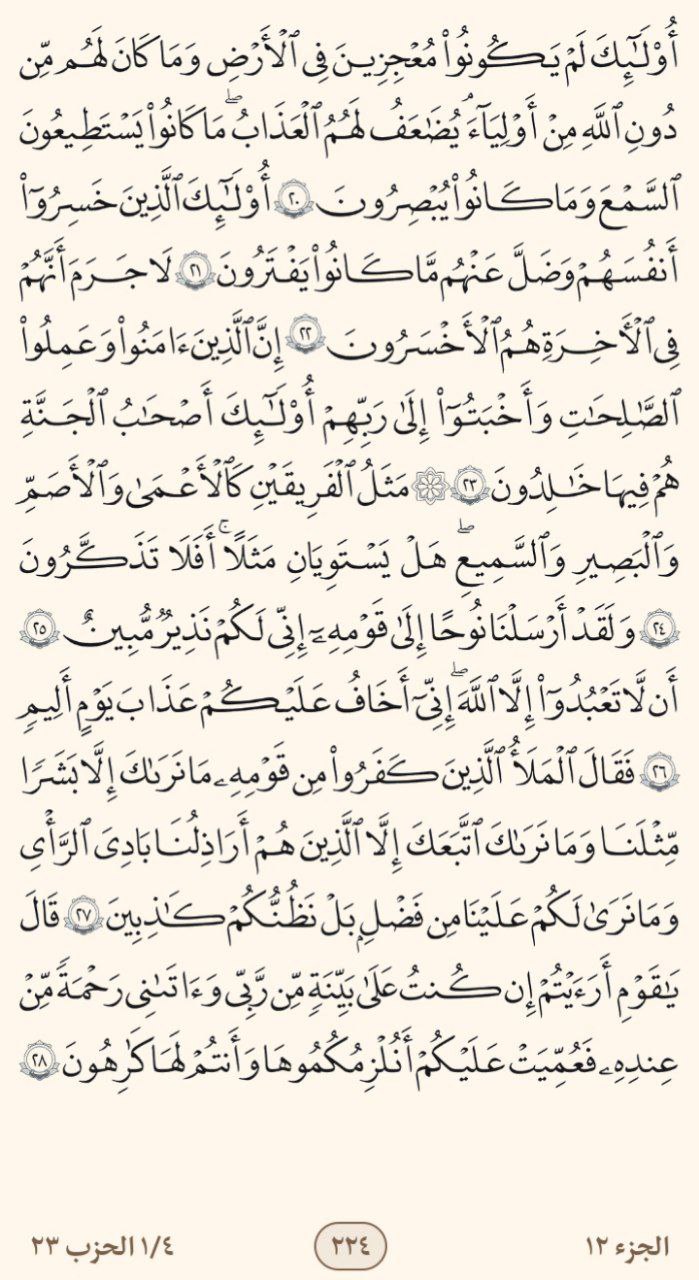 أُو۟لَـٰٓئِكَ لَمْ يَكُونُوا۟ مُعْجِزِينَ فِى ٱلْأَرْضِ وَمَا كَانَ لَهُم مِّن
دُونِ ٱللَّهِ مِنْ أَوْلِيَآءَ ۘ يُضَـٰعَفُ لَهُمُ ٱلْعَذَابُ ۚ مَا كَانُوا۟ يَسْتَطِيعُونَ
ٱلسَّمْعَ وَمَا كَانُوا۟ يُبْصِرُونَ ٢٠ أُو۟لَـٰٓئِكَ ٱلَّذِينَ خَسِرُوٓا۟
أَنفُسَهُمْ وَضَلَّ عَنْهُم مَّا كَانُوا۟ يَفْتَرُونَ ٢١ لَا جَرَمَ أَنَّهُمْ
فِى ٱلْـَٔاخِرَةِ هُمُ ٱلْأَخْسَرُونَ ٢٢ إِنَّ ٱلَّذِينَ ءَامَنُوا۟ وَعَمِلُوا۟
ٱلصَّـٰلِحَـٰتِ وَأَخْبَتُوٓا۟ إِلَىٰ رَبِّهِمْ أُو۟لَـٰٓئِكَ أَصْحَـٰبُ ٱلْجَنَّةِ
هُمْ فِيهَا خَـٰلِدُونَ ٢٣ ۞ مَثَلُ ٱلْفَرِيقَيْنِ كَٱلْأَعْمَىٰ وَٱلْأَصَمِّ
وَٱلْبَصِيرِ وَٱلسَّمِيعِ ۖ هَلْ يَسْتَوِيَانِ مَثَلًا ۚ أَفَلَا تَذَكَّرُونَ
٢٤ وَلَقَدْ أَرْسَلْنَا نُوحًا إِلَىٰ قَوْمِهِۦٓ إِنِّى لَكُمْ نَذِيرٌ مُّبِينٌ ٢٥
أَن لَّا تَعْبُدُوٓا۟ إِلَّا ٱللَّهَ ۖ إِنِّىٓ أَخَافُ عَلَيْكُمْ عَذَابَ يَوْمٍ أَلِيمٍ
٢٦ فَقَالَ ٱلْمَلَأُ ٱلَّذِينَ كَفَرُوا۟ مِن قَوْمِهِۦ مَا نَرَىٰكَ إِلَّا بَشَرًا
مِّثْلَنَا وَمَا نَرَىٰكَ ٱتَّبَعَكَ إِلَّا ٱلَّذِينَ هُمْ أَرَاذِلُنَا بَادِىَ ٱلرَّأْىِ
وَمَا نَرَىٰ لَكُمْ عَلَيْنَا مِن فَضْلٍۭ بَلْ نَظُنُّكُمْ كَـٰذِبِينَ ٢٧ قَالَ
يَـٰقَوْمِ أَرَءَيْتُمْ إِن كُنتُ عَلَىٰ بَيِّنَةٍ مِّن رَّبِّى وَءَاتَىٰنِى رَحْمَةً مِّنْ
عِندِهِۦ فَعُمِّيَتْ عَلَيْكُمْ أَنُلْزِمُكُمُوهَا وَأَنتُمْ لَهَا كَـٰرِهُونَ ٢٨
الجزء ١٢ ٢٢٤ ١/٤ الحزب ٢٣